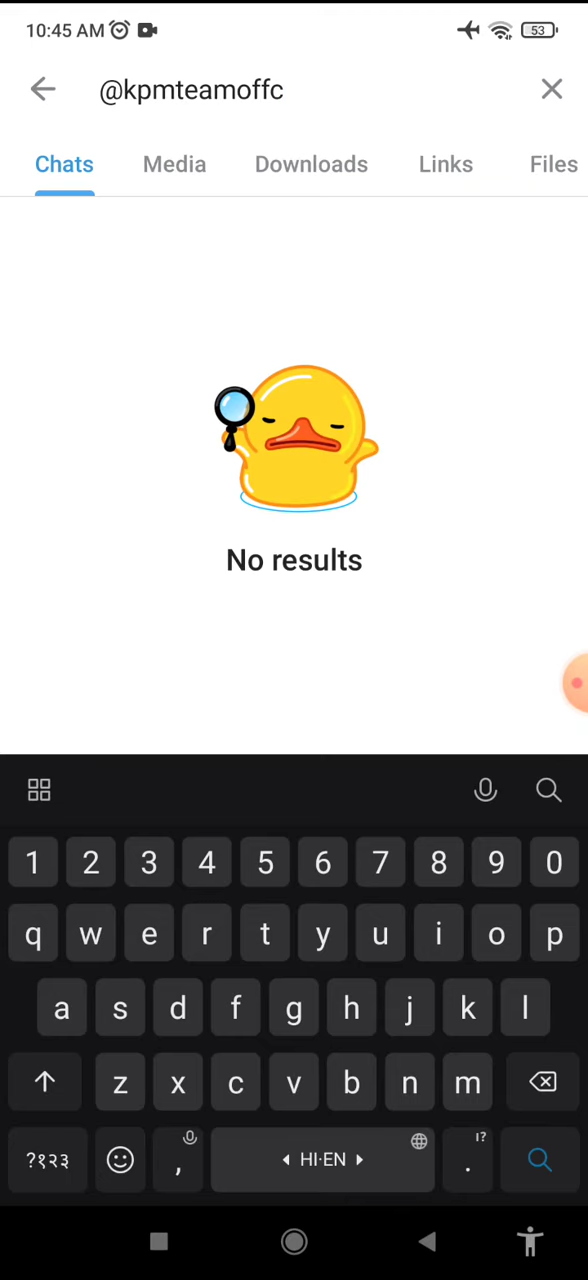 10:45 AM 53
@kpmteamoffc
Chats Media Downloads Links Files
No results
1 2 3 4 5 6 7 8 9 0
q w e r t y u i o p
a s d f g h j k l
z x c v b n m
?१२३ , HI·EN . !?